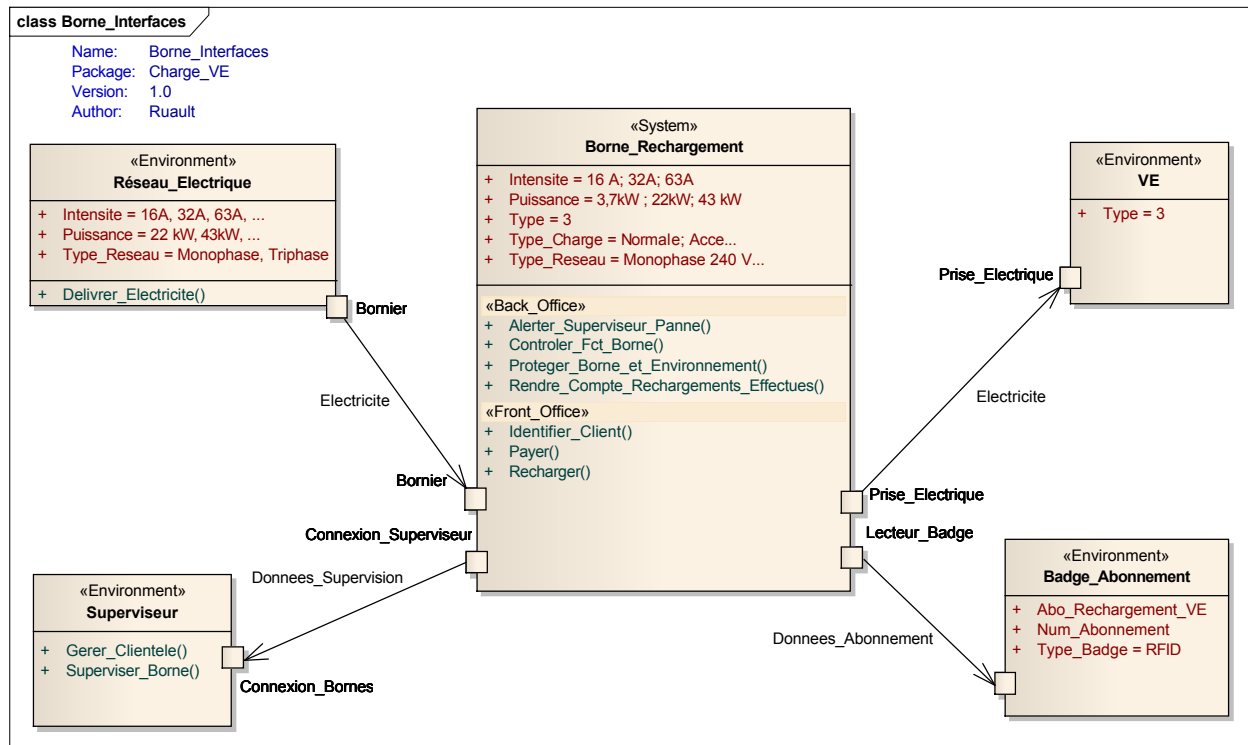 class Borne_Interfaces
Name: Borne_Interfaces
Package: Charge_VE
Version: 1.0
Author: Ruault
«Environment»
Réseau_Electrique
+ Intensite = 16A, 32A, 63A, ...
+ Puissance = 22 kW, 43kW, ...
+ Type_Reseau = Monophase, Triphase
+ Delivrer_Electricite()
Bornier
Electricite
Bornier
«System»
Borne_Rechargement
+ Intensite = 16 A; 32A; 63A
+ Puissance = 3,7kW ; 22kW; 43 kW
+ Type = 3
+ Type_Charge = Normale; Acce...
+ Type_Reseau = Monophase 240 V...
«Back_Office»
+ Alerter_Superviseur_Panne()
+ Controler_Fct_Borne()
+ Proteger_Borne_et_Environnement()
+ Rendre_Compte_Rechargements_Effectues()
«Front_Office»
+ Identifier_Client()
+ Payer()
+ Recharger()
«Environment»
VE
+ Type = 3
Prise_Electrique
Electricite
Prise_Electrique
Connexion_Superviseur
Donnees_Supervision
«Environment»
Superviseur
+ Gerer_Clientele()
+ Superviser_Borne()
Connexion_Bornes
Lecteur_Badge
Donnees_Abonnement
«Environment»
Badge_Abonnement
+ Abo_Rechargement_VE
+ Num_Abonnement
+ Type_Badge = RFID